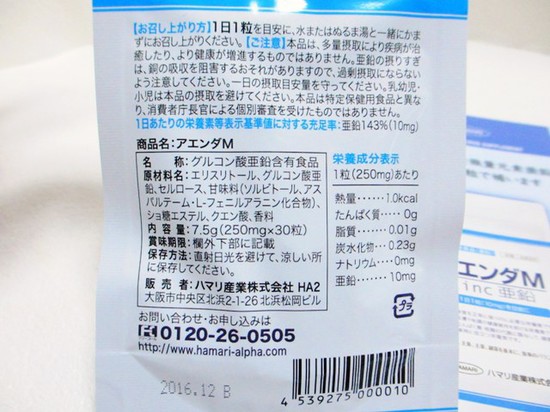 【お召し上がり方】1日1粒を目安に、水またはぬるま湯と一緒にかま
ずにお召し上がりください。【ご注意】本品は、多量摂取により疾病が治
癒したり、より健康が増進するものではありません。亜鉛の摂りすぎ
は、銅の吸収を阻害するおそれがありますので、過剰摂取にならない
よう注意してください。一日の摂取目安量を守ってください。乳幼児・
小児は本品の摂取を避けてください。本品は特定保健用食品と異な
り、消費者庁長官による個別審査を受けたものではありません。
1日あたりの栄養素等表示基準値に対する充足率：亜鉛143%(10mg)
商品名：アエンダM
名 称：グルコン酸亜鉛含有食品
原材料名：エリスリトール、グルコン酸亜
鉛、セルロース、甘味料（ソルビトール、アス
パルテーム・L-フェニルアラニン化合物）、
ショ糖エステル、クエン酸、香料
内 容 量：7.5g(250mg×30粒)
賞味期限：欄外下部に記載
保存方法：直射日光を避けて、涼しい所
に保存してください。
販 売 者：ハマリ産業株式会社 HA2
大阪市中央区北浜2-1-26 北浜松岡ビル
栄養成分表示
1粒(250mg)あたり
熱量………1.0kcal
たんぱく質……0g
脂質………0.01g
炭水化物…0.23g
ナトリウム…0mg
亜鉛………10mg
プラ
お問い合わせ・お申し込みは
0120-26-0505
http://www.hamari-alpha.com/
2016.12 B
4 539275 000010
エンダM
inc 亜鉛
HAMARI
ハマリ産業株式会